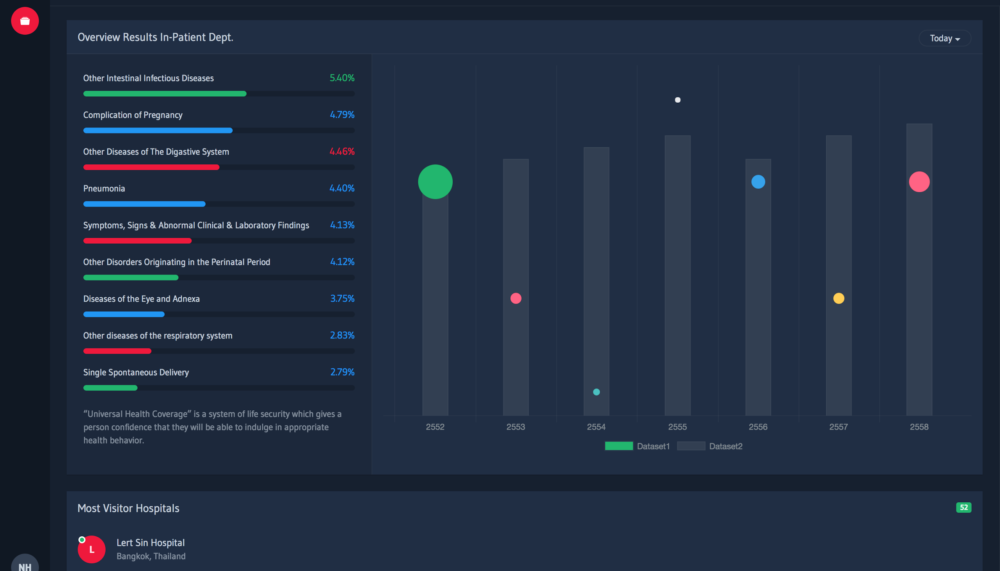 Overview Results In-Patient Dept.
Today
Other Intestinal Infectious Diseases 5.40%
Complication of Pregnancy 4.79%
Other Diseases of The Digastive System 4.46%
Pneumonia 4.40%
Symptoms, Signs & Abnormal Clinical & Laboratory Findings 4.13%
Other Disorders Originating in the Perinatal Period 4.12%
Diseases of the Eye and Adnexa 3.75%
Other diseases of the respiratory system 2.83%
Single Spontaneous Delivery 2.79%
“Universal Health Coverage” is a system of life security which gives a
person confidence that they will be able to indulge in appropriate
health behavior.
2552 2553 2554 2555 2556 2557 2558
Dataset1 Dataset2
Most Visitor Hospitals 52
L
Lert Sin Hospital
Bangkok, Thailand
NH